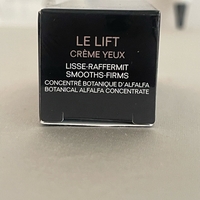 LE LIFT
CRÈME YEUX
LISSE-RAFFERMIT
SMOOTHS-FIRMS
CONCENTRÉ BOTANIQUE D'ALFALFA
BOTANICAL ALFALFA CONCENTRATE